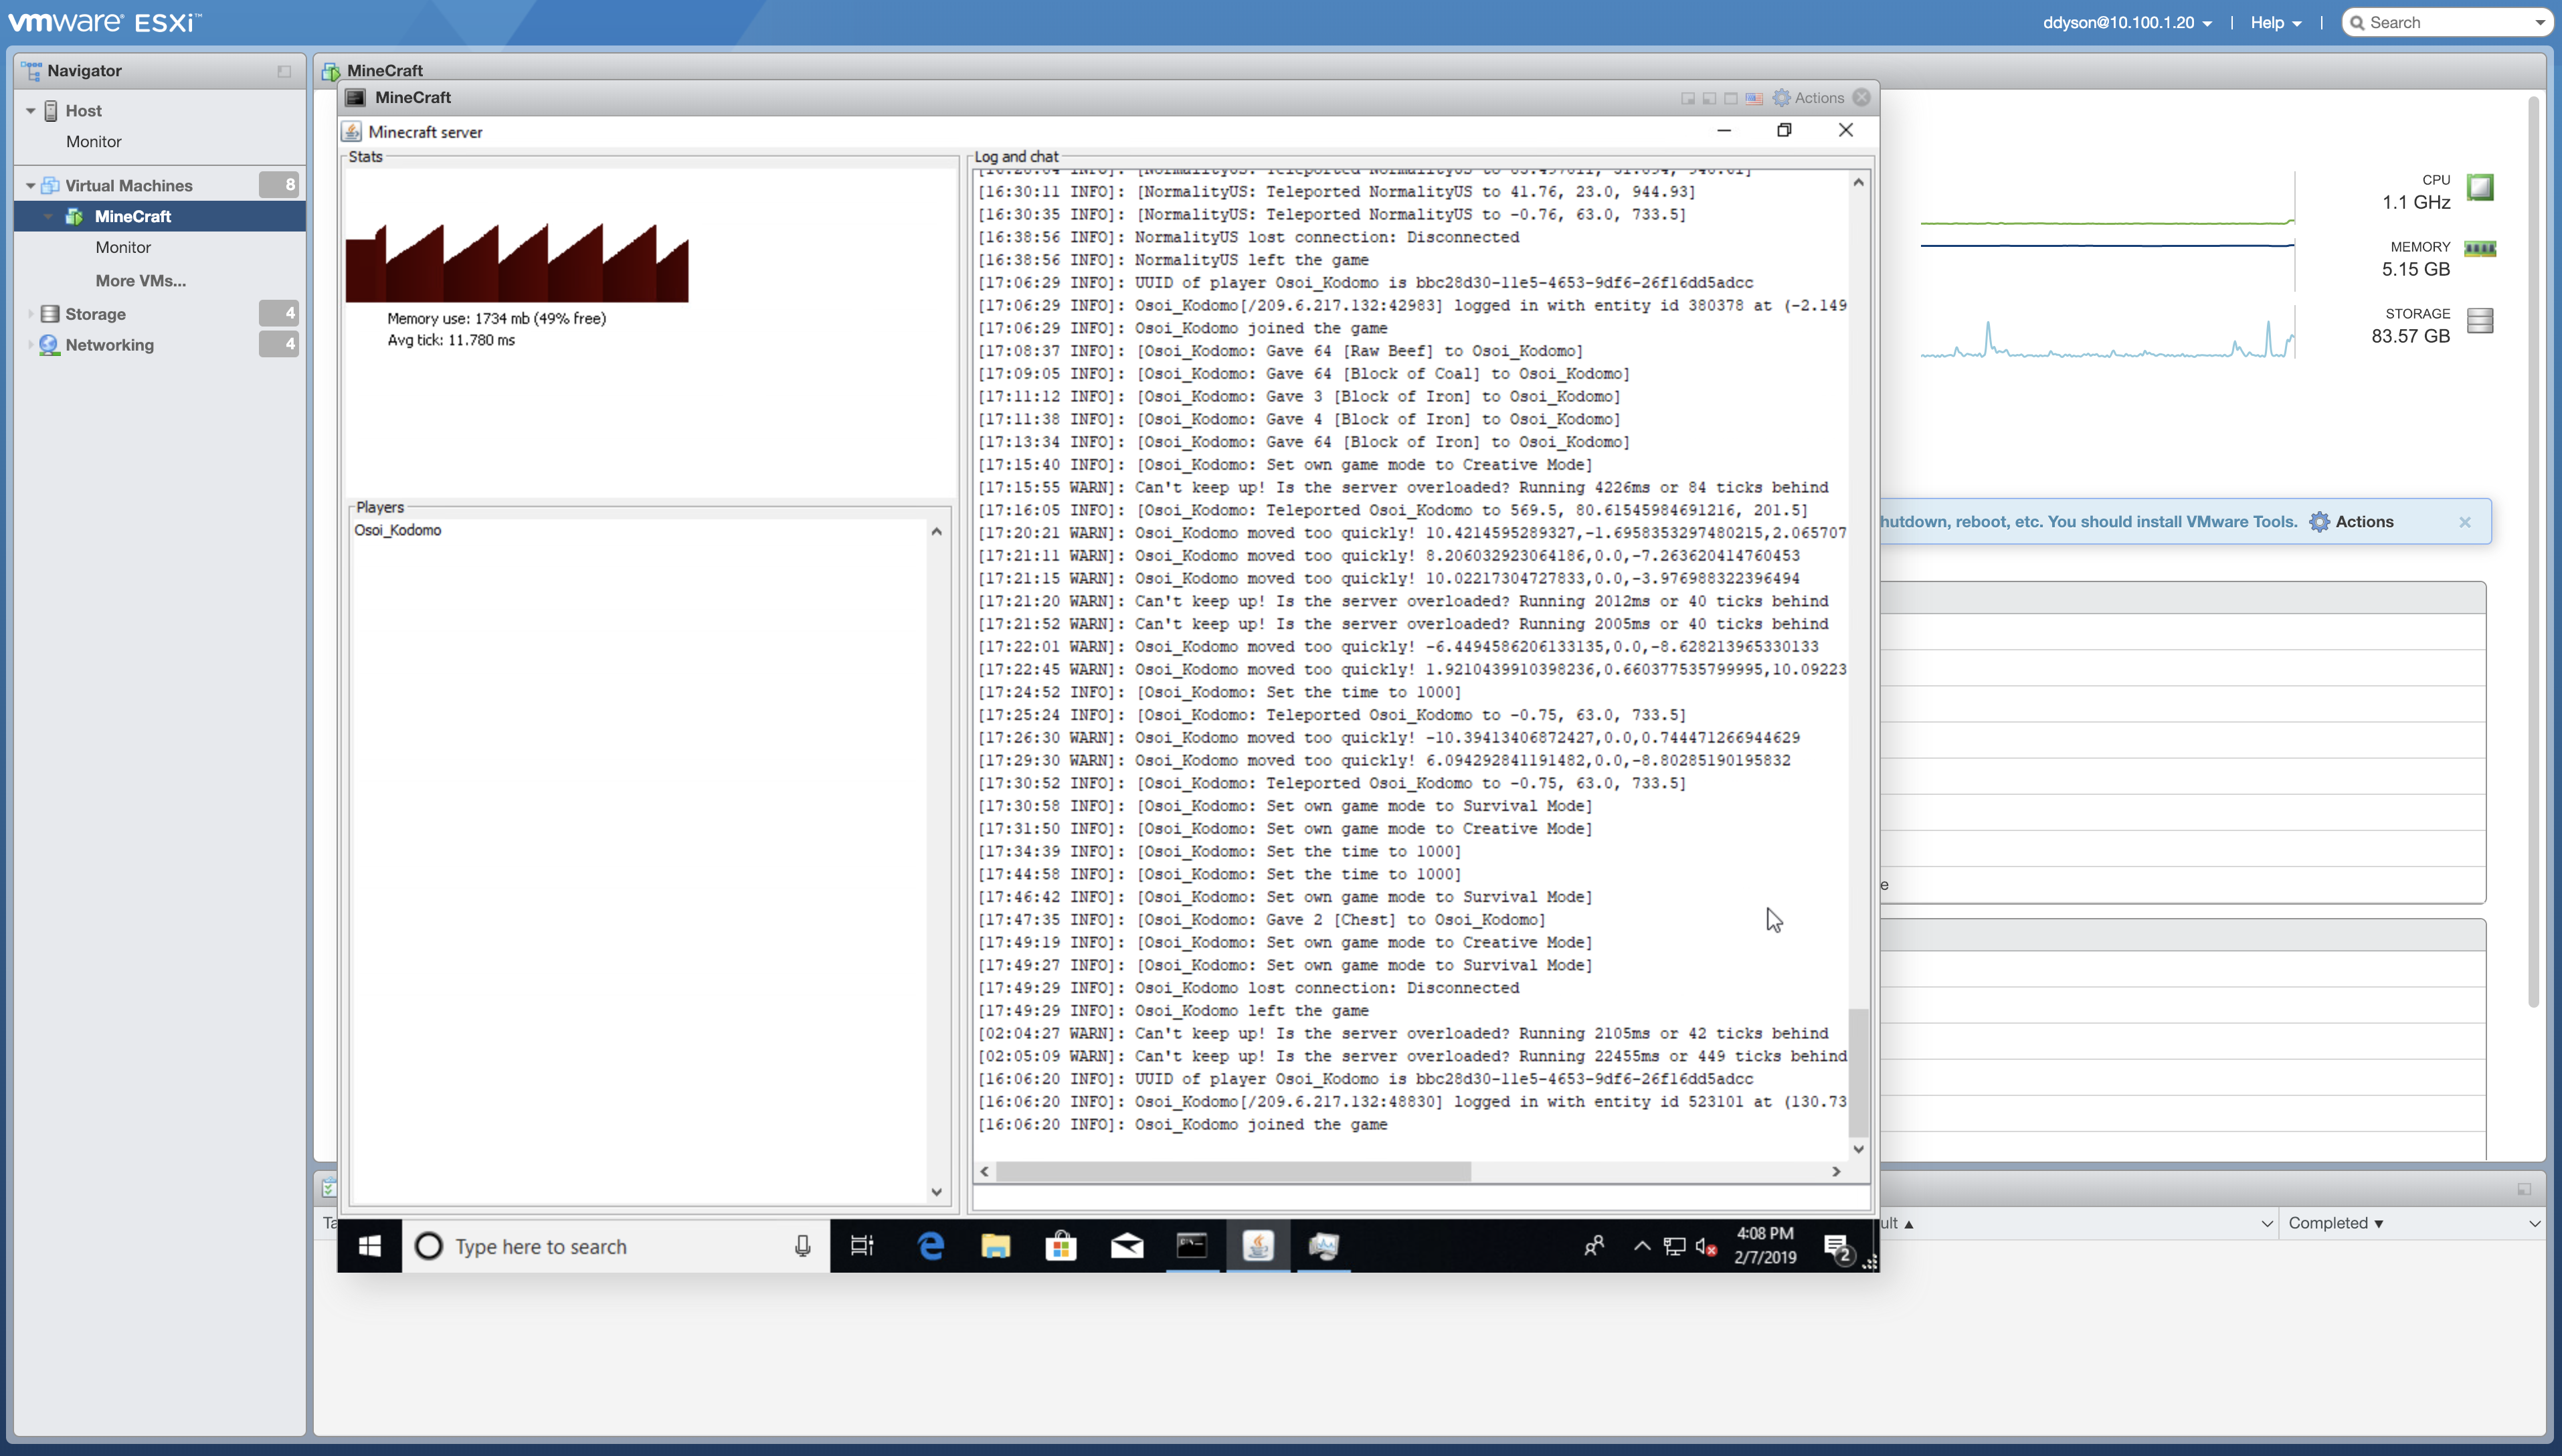 vmware ESXi™
ddyson@10.100.1.20
Help
Search
Navigator
Host
Monitor
Virtual Machines
8
MineCraft
Monitor
More VMs...
Storage
4
Networking
4
MineCraft
MineCraft
Actions
Minecraft server
Stats
Memory use: 1734 mb (49% free)
Avg tick: 11.780 ms
Players
Osoi_Kodomo
Log and chat
[16:30:11 INFO]: [NormalityUS: Teleported NormalityUS to 41.76, 23.0, 944.93]
[16:30:35 INFO]: [NormalityUS: Teleported NormalityUS to -0.76, 63.0, 733.5]
[16:38:56 INFO]: NormalityUS lost connection: Disconnected
[16:38:56 INFO]: NormalityUS left the game
[17:06:29 INFO]: UUID of player Osoi_Kodomo is bbc28d30-11e5-4653-9df6-26f16dd5adcc
[17:06:29 INFO]: Osoi_Kodomo[/209.6.217.132:42983] logged in with entity id 380378 at (-2.149
[17:06:29 INFO]: Osoi_Kodomo joined the game
[17:08:37 INFO]: [Osoi_Kodomo: Gave 64 [Raw Beef] to Osoi_Kodomo]
[17:09:05 INFO]: [Osoi_Kodomo: Gave 64 [Block of Coal] to Osoi_Kodomo]
[17:11:12 INFO]: [Osoi_Kodomo: Gave 3 [Block of Iron] to Osoi_Kodomo]
[17:11:38 INFO]: [Osoi_Kodomo: Gave 4 [Block of Iron] to Osoi_Kodomo]
[17:13:34 INFO]: [Osoi_Kodomo: Gave 64 [Block of Iron] to Osoi_Kodomo]
[17:15:40 INFO]: [Osoi_Kodomo: Set own game mode to Creative Mode]
[17:15:55 WARN]: Can't keep up! Is the server overloaded? Running 4226ms or 84 ticks behind
[17:16:05 INFO]: [Osoi_Kodomo: Teleported Osoi_Kodomo to 569.5, 80.61545984691216, 201.5]
[17:20:21 WARN]: Osoi_Kodomo moved too quickly! 10.4214595289327,-1.6958353297480215,2.065707
[17:21:11 WARN]: Osoi_Kodomo moved too quickly! 8.206032923064186,0.0,-7.263620414760453
[17:21:15 WARN]: Osoi_Kodomo moved too quickly! 10.02217304727833,0.0,-3.976988322396494
[17:21:20 WARN]: Can't keep up! Is the server overloaded? Running 2012ms or 40 ticks behind
[17:21:52 WARN]: Can't keep up! Is the server overloaded? Running 2005ms or 40 ticks behind
[17:22:01 WARN]: Osoi_Kodomo moved too quickly! -6.4494586206133135,0.0,-8.628213965330133
[17:22:45 WARN]: Osoi_Kodomo moved too quickly! 1.9210439910398236,0.660377535799995,10.09223
[17:24:52 INFO]: [Osoi_Kodomo: Set the time to 1000]
[17:25:24 INFO]: [Osoi_Kodomo: Teleported Osoi_Kodomo to -0.75, 63.0, 733.5]
[17:26:30 WARN]: Osoi_Kodomo moved too quickly! -10.39413406872427,0.0,0.744471266944629
[17:29:30 WARN]: Osoi_Kodomo moved too quickly! 6.094292841191482,0.0,-8.80285190195832
[17:30:52 INFO]: [Osoi_Kodomo: Teleported Osoi_Kodomo to -0.75, 63.0, 733.5]
[17:30:58 INFO]: [Osoi_Kodomo: Set own game mode to Survival Mode]
[17:31:50 INFO]: [Osoi_Kodomo: Set own game mode to Creative Mode]
[17:34:39 INFO]: [Osoi_Kodomo: Set the time to 1000]
[17:44:58 INFO]: [Osoi_Kodomo: Set the time to 1000]
[17:46:42 INFO]: [Osoi_Kodomo: Set own game mode to Survival Mode]
[17:47:35 INFO]: [Osoi_Kodomo: Gave 2 [Chest] to Osoi_Kodomo]
[17:49:19 INFO]: [Osoi_Kodomo: Set own game mode to Creative Mode]
[17:49:27 INFO]: [Osoi_Kodomo: Set own game mode to Survival Mode]
[17:49:29 INFO]: Osoi_Kodomo lost connection: Disconnected
[17:49:29 INFO]: Osoi_Kodomo left the game
[02:04:27 WARN]: Can't keep up! Is the server overloaded? Running 2105ms or 42 ticks behind
[02:05:09 WARN]: Can't keep up! Is the server overloaded? Running 22455ms or 449 ticks behind
[16:06:20 INFO]: UUID of player Osoi_Kodomo is bbc28d30-11e5-4653-9df6-26f16dd5adcc
[16:06:20 INFO]: Osoi_Kodomo[/209.6.217.132:48830] logged in with entity id 523101 at (130.73
[16:06:20 INFO]: Osoi_Kodomo joined the game
CPU
1.1 GHz
MEMORY
5.15 GB
STORAGE
83.57 GB
hutdown, reboot, etc. You should install VMware Tools.
Actions
e
Ta
ult
Completed
Type here to search
4:08 PM
2/7/2019
2